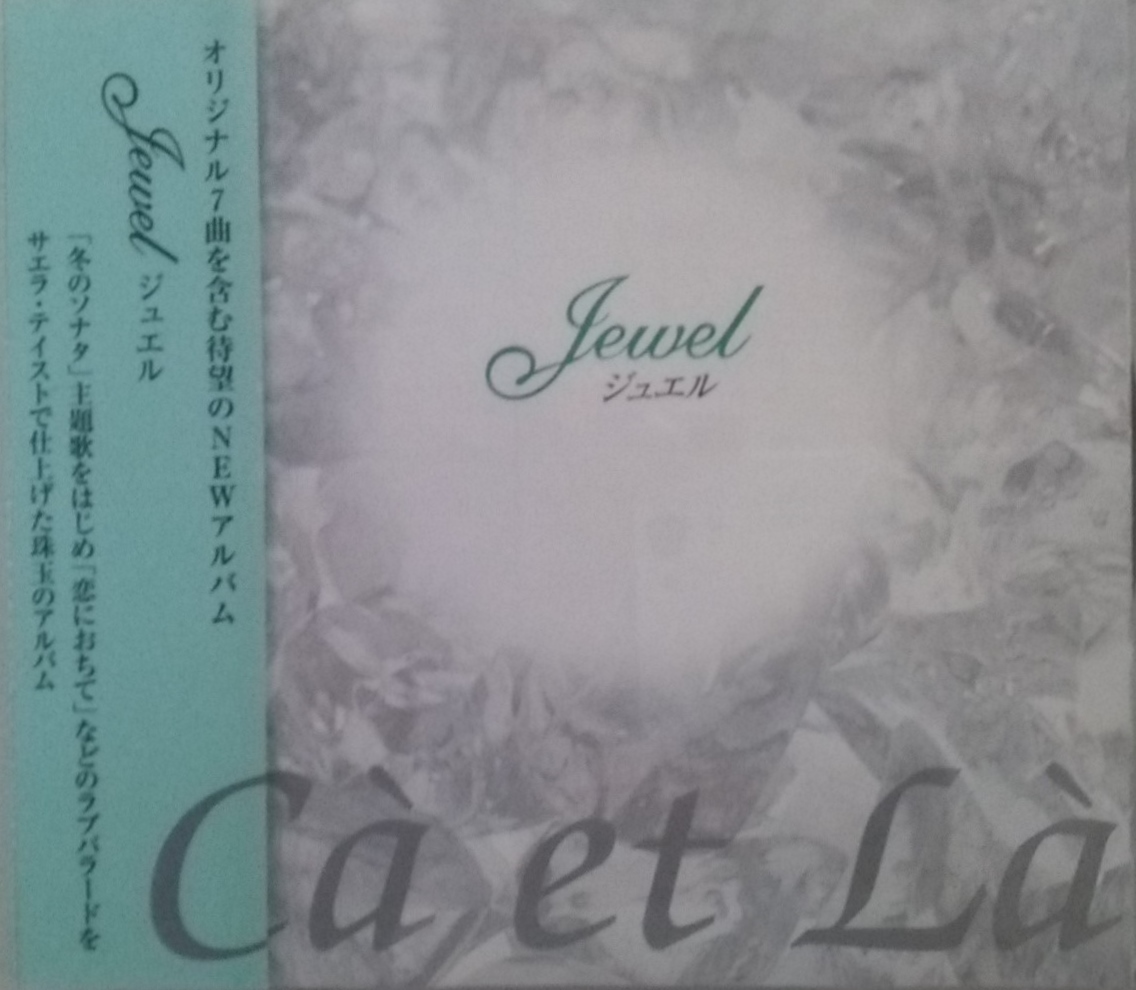 オリジナル7曲を含む待望のNEWアルバム
Jewel ジュエル
「冬のソナタ」主題歌をはじめ「恋におちて」などのラブバラードを
サエラ・テイストで仕上げた珠玉のアルバム
Jewel
ジュエル
Cà et Là